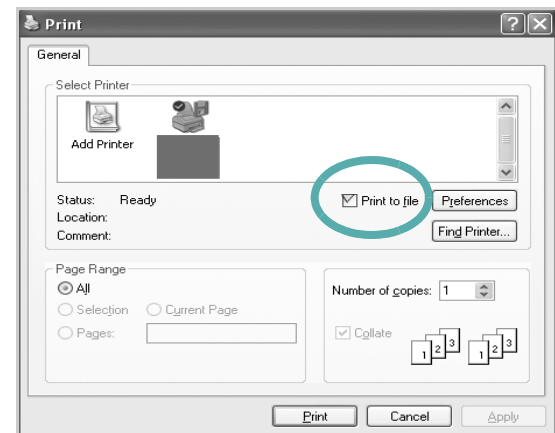 Print
General
Select Printer
Add Printer
Status: Ready
Print to file
Preferences
Location:
Comment:
Find Printer...
Page Range
All
Selection Current Page
Pages:
Number of copies: 1
Collate
1 2 3 1 2 3
Print Cancel Apply